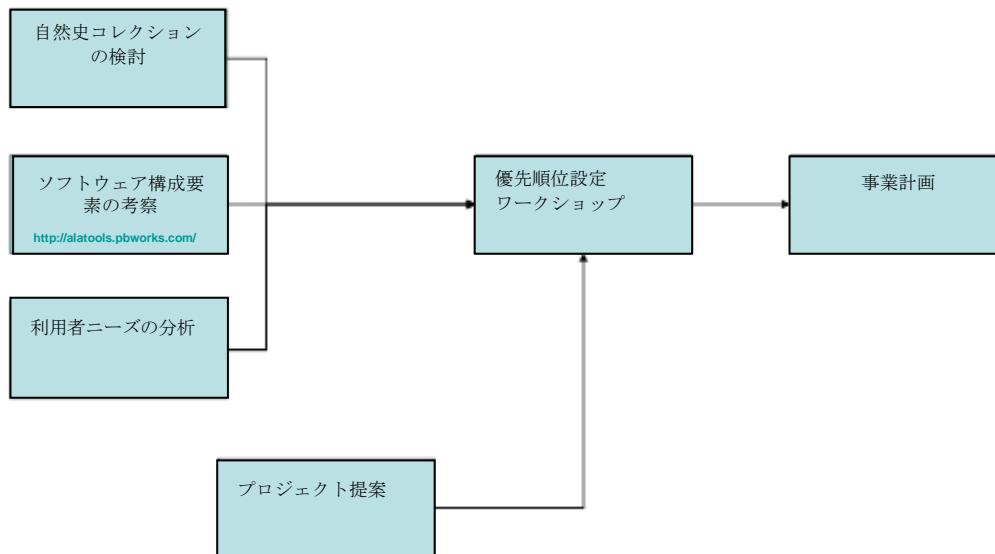 自然史コレクション
の検討
ソフトウェア構成要
素の考察
http://alatools.pbworks.com/
利用者ニーズの分析
優先順位設定
ワークショップ
事業計画
プロジェクト提案